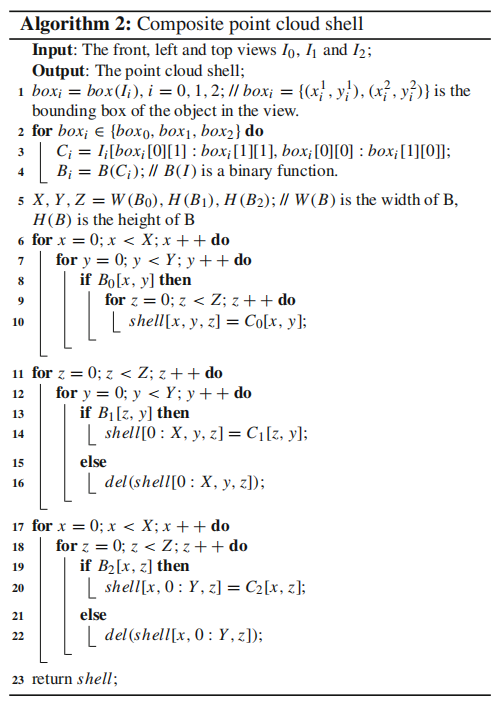 Algorithm 2: Composite point cloud shell
Input: The front, left and top views I₀, I₁ and I₂;
Output: The point cloud shell;
1 boxᵢ = box(Iᵢ), i = 0, 1, 2; // boxᵢ = {(xᵢ¹, yᵢ¹), (xᵢ², yᵢ²)} is the
bounding box of the object in the view.
2 for boxᵢ ∈ {box₀, box₁, box₂} do
3 Cᵢ = Iᵢ[boxᵢ[0][1] : boxᵢ[1][1], boxᵢ[0][0] : boxᵢ[1][0]];
4 Bᵢ = B(Cᵢ); // B(I) is a binary function.
5 X, Y, Z = W(B₀), H(B₁), H(B₂); // W(B) is the width of B,
H(B) is the height of B
6 for x = 0; x < X; x + + do
7 for y = 0; y < Y; y + + do
8 if B₀[x, y] then
9 for z = 0; z < Z; z + + do
10 shell[x, y, z] = C₀[x, y];
11 for z = 0; z < Z; z + + do
12 for y = 0; y < Y; y + + do
13 if B₁[z, y] then
14 shell[0 : X, y, z] = C₁[z, y];
15 else
16 del(shell[0 : X, y, z]);
17 for x = 0; x < X; x + + do
18 for z = 0; z < Z; z + + do
19 if B₂[x, z] then
20 shell[x, 0 : Y, z] = C₂[x, z];
21 else
22 del(shell[x, 0 : Y, z]);
23 return shell;